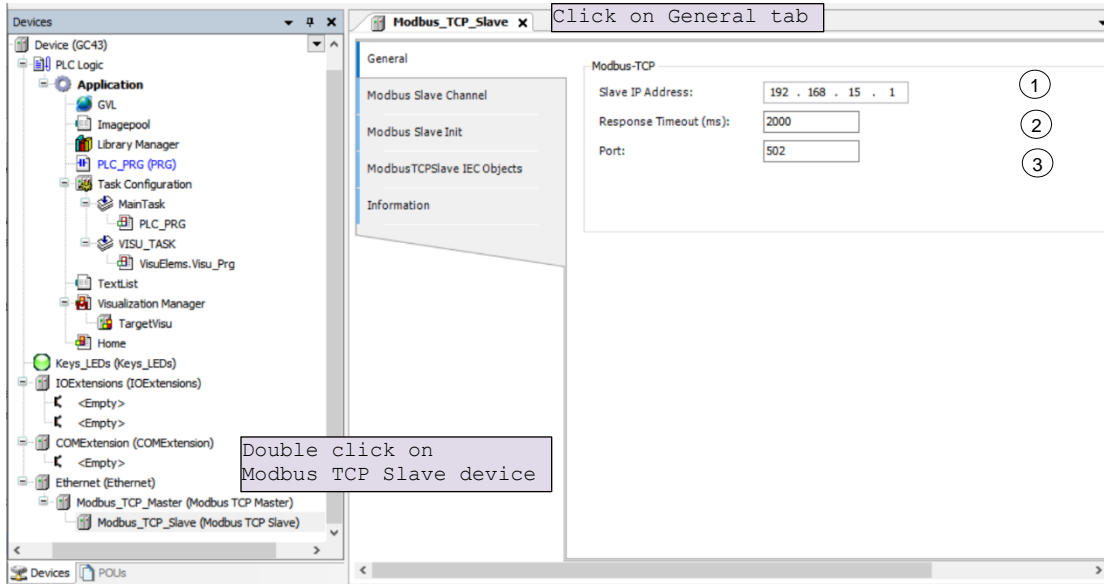 Devices
Device (GC43)
PLC Logic
Application
GVL
Imagepool
Library Manager
PLC_PRG (PRG)
Task Configuration
MainTask
PLC_PRG
VISU_TASK
VisuElems.Visu_Prg
TextList
Visualization Manager
TargetVisu
Home
Keys_LEDs (Keys_LEDs)
IOExtensions (IOExtensions)
<Empty>
<Empty>
COMExtension (COMExtension)
<Empty>
Ethernet (Ethernet)
Modbus_TCP_Master (Modbus TCP Master)
Modbus_TCP_Slave (Modbus TCP Slave)
Devices POUs
Double click on
Modbus TCP Slave device
Modbus_TCP_Slave x
Click on General tab
General
Modbus Slave Channel
Modbus Slave Init
ModbusTCPSlave IEC Objects
Information
Modbus-TCP
Slave IP Address: 192 . 168 . 15 . 1 1
Response Timeout (ms): 2000 2
Port: 502 3